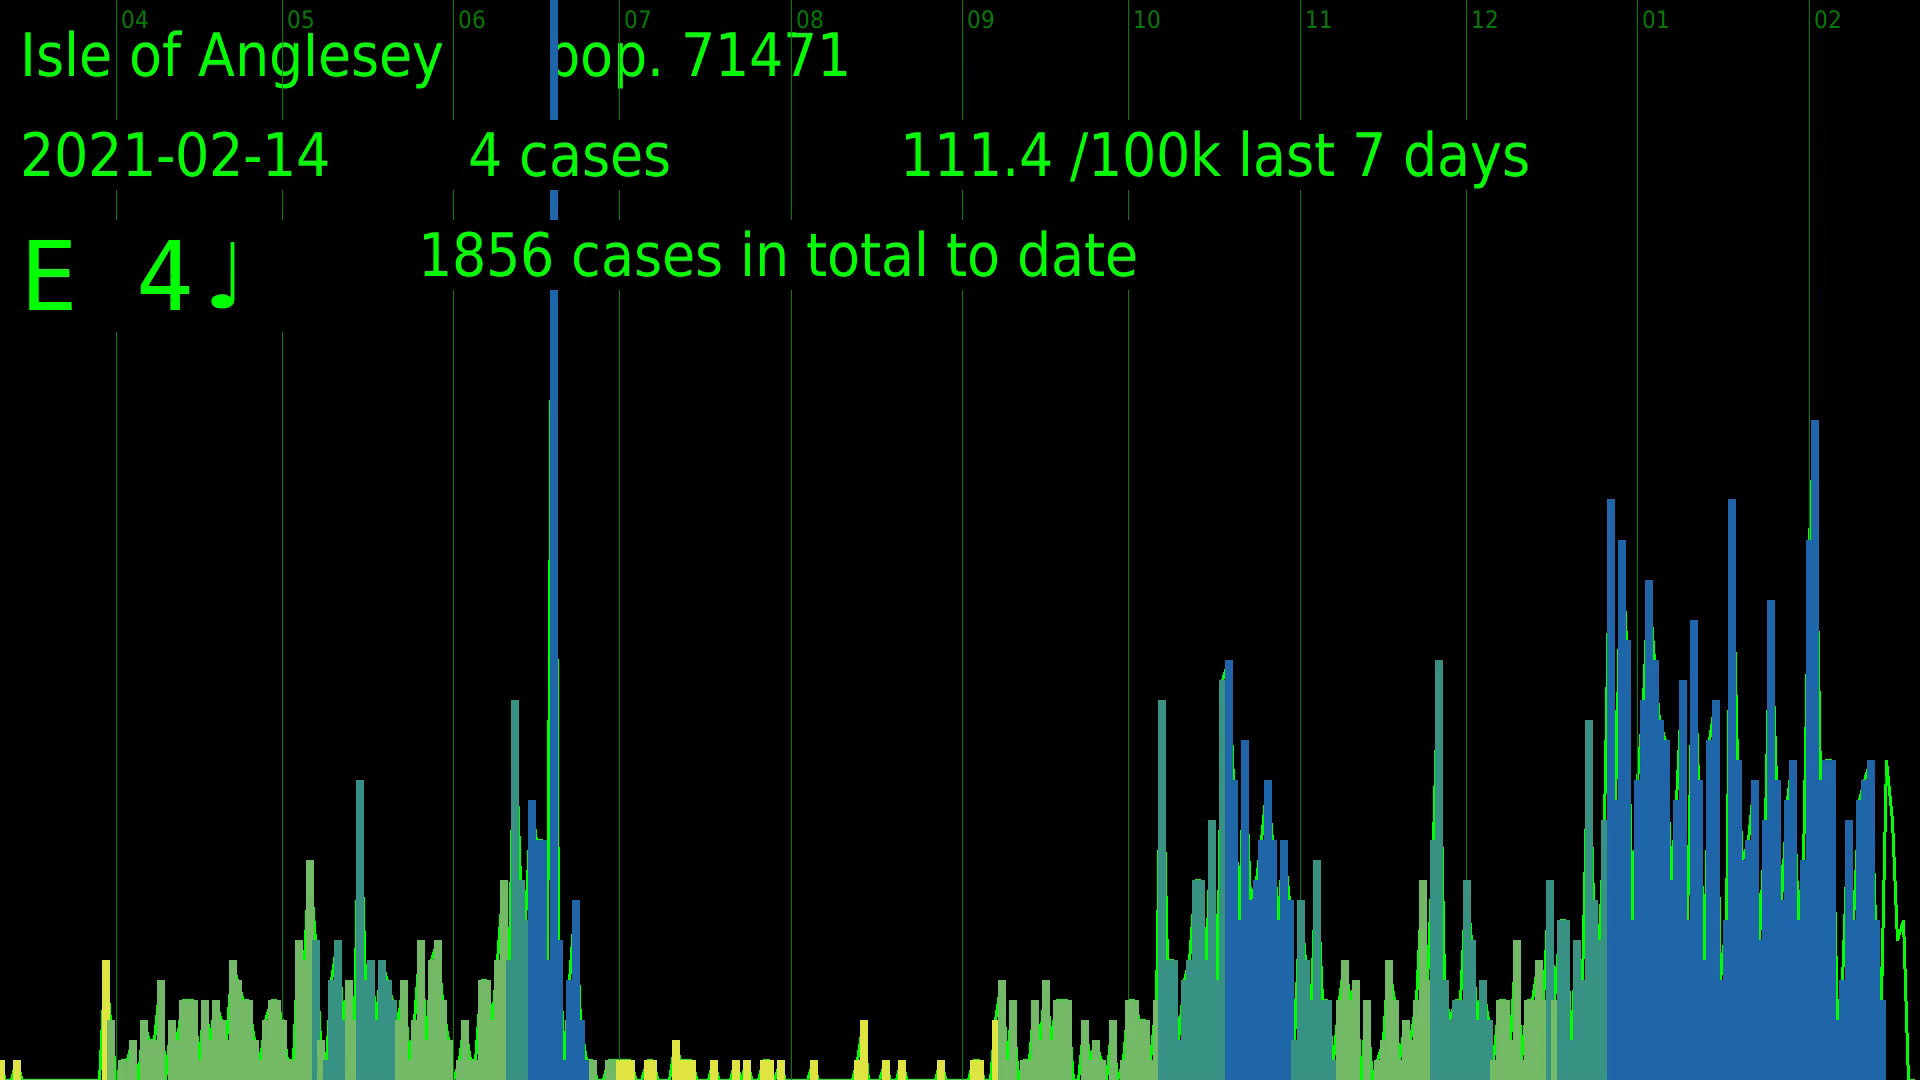 04 05 06 07 08 09 10 11 12 01 02
Isle of Anglesey pop. 71471
2021-02-14 4 cases 111.4 /100k last 7 days
E 4♩ 1856 cases in total to date